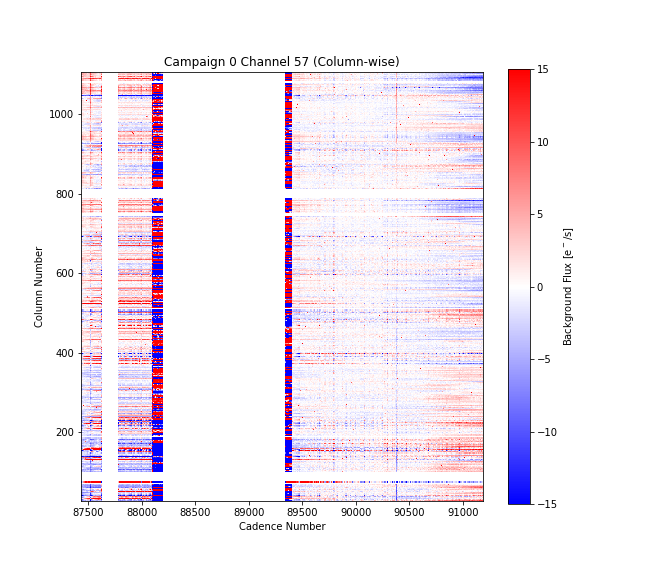 Campaign 0 Channel 57 (Column-wise)
1000
800
600
400
200
Column Number
87500 88000 88500 89000 89500 90000 90500 91000
Cadence Number
15
10
5
0
−5
−10
−15
Background Flux [e⁻/s]